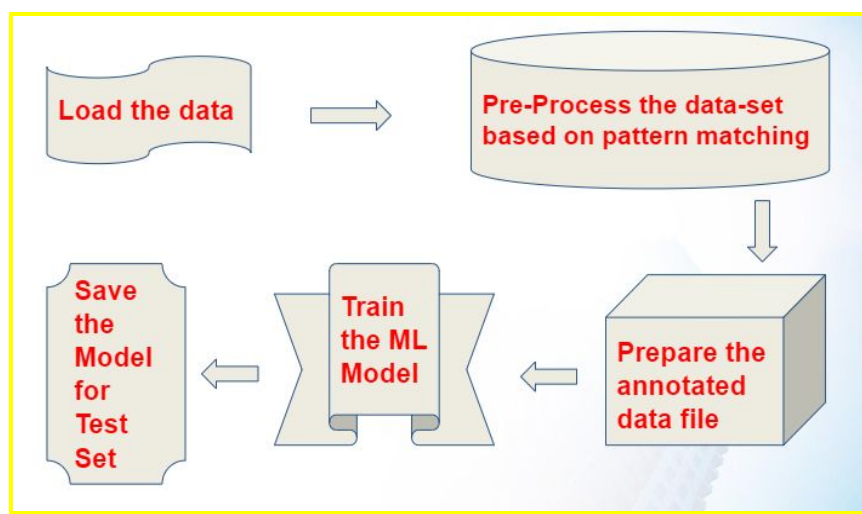 Load the data
Pre-Process the data-set
based on pattern matching
Prepare the
annotated
data file
Train
the ML
Model
Save
the
Model
for
Test
Set